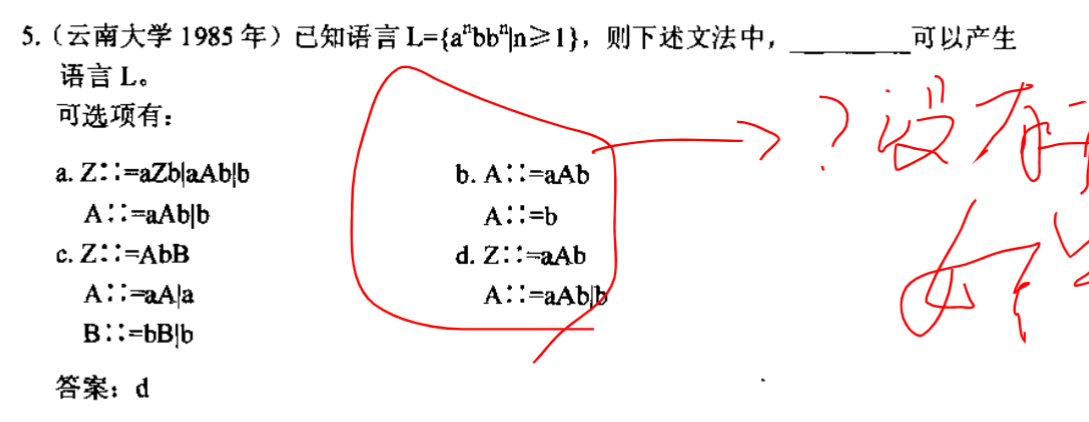 5.（云南大学 1985 年）已知语言 L={aⁿbbⁿ|n≥1}，则下述文法中，________可以产生
语言 L。
可选项有：
a. Z∷=aZb|aAb|b
A∷=aAb|b
b. A∷=aAb
A∷=b
c. Z∷=AbB
A∷=aA|a
B∷=bB|b
d. Z∷=aAb
A∷=aAb|b
答案：d
? 没有